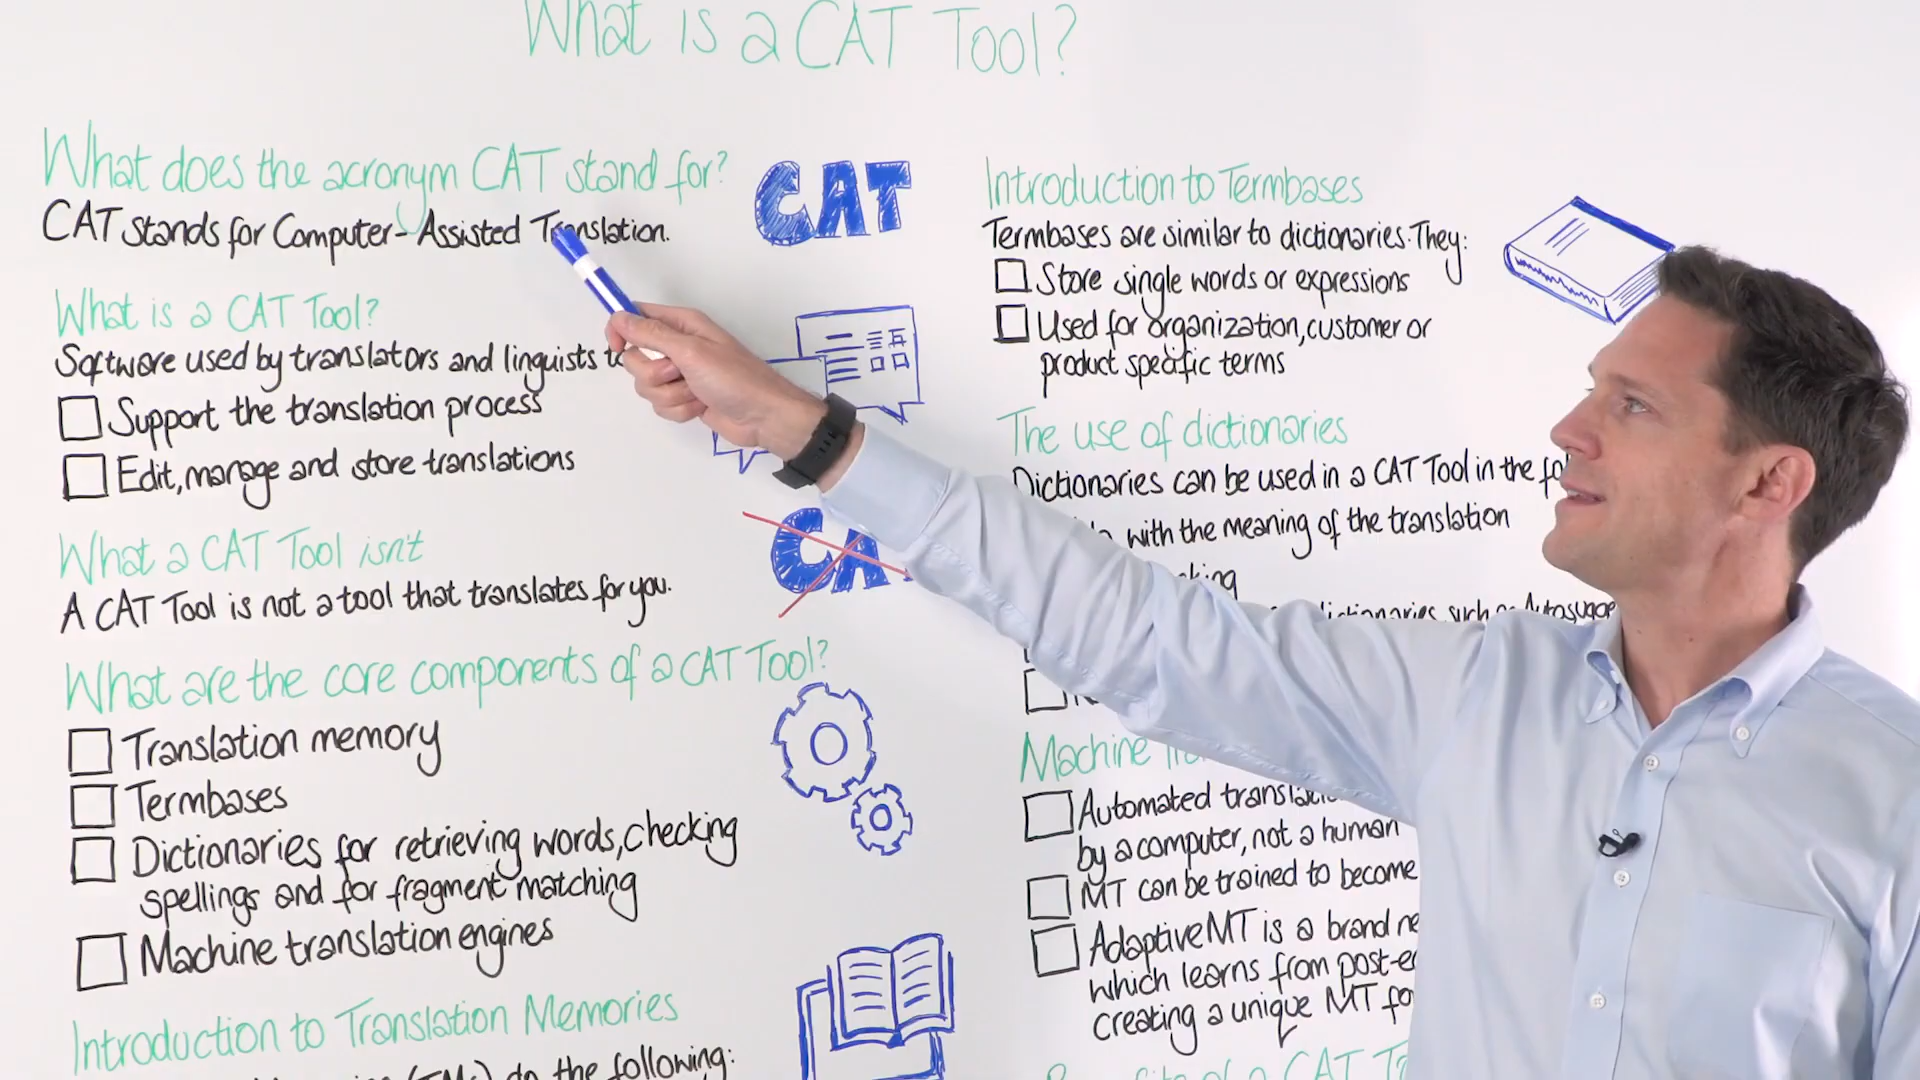 What is a CAT Tool?
What does the acronym CAT stand for?
CAT stands for Computer-Assisted Translation.
CAT
What is a CAT Tool?
Software used by translators and linguists
Support the translation process
Edit, manage and store translations
What a CAT Tool isn't
A CAT Tool is not a tool that translates for you.
CA
What are the core components of a CAT Tool?
Translation memory
Termbases
Dictionaries for retrieving words, checking
spellings and for fragment matching
Machine translation engines
Introduction to Translation Memories
do the following:
Introduction to Termbases
Termbases are similar to dictionaries. They:
Store single words or expressions
Used for organization, customer or
product specific terms
The use of dictionaries
Dictionaries can be used in a CAT Tool in the
with the meaning of the translation
dictionaries such
Machine
Automated
by a computer, not a human
MT can be trained to become
Adaptive MT is a brand
which learns from
creating a unique MT
of a CAT